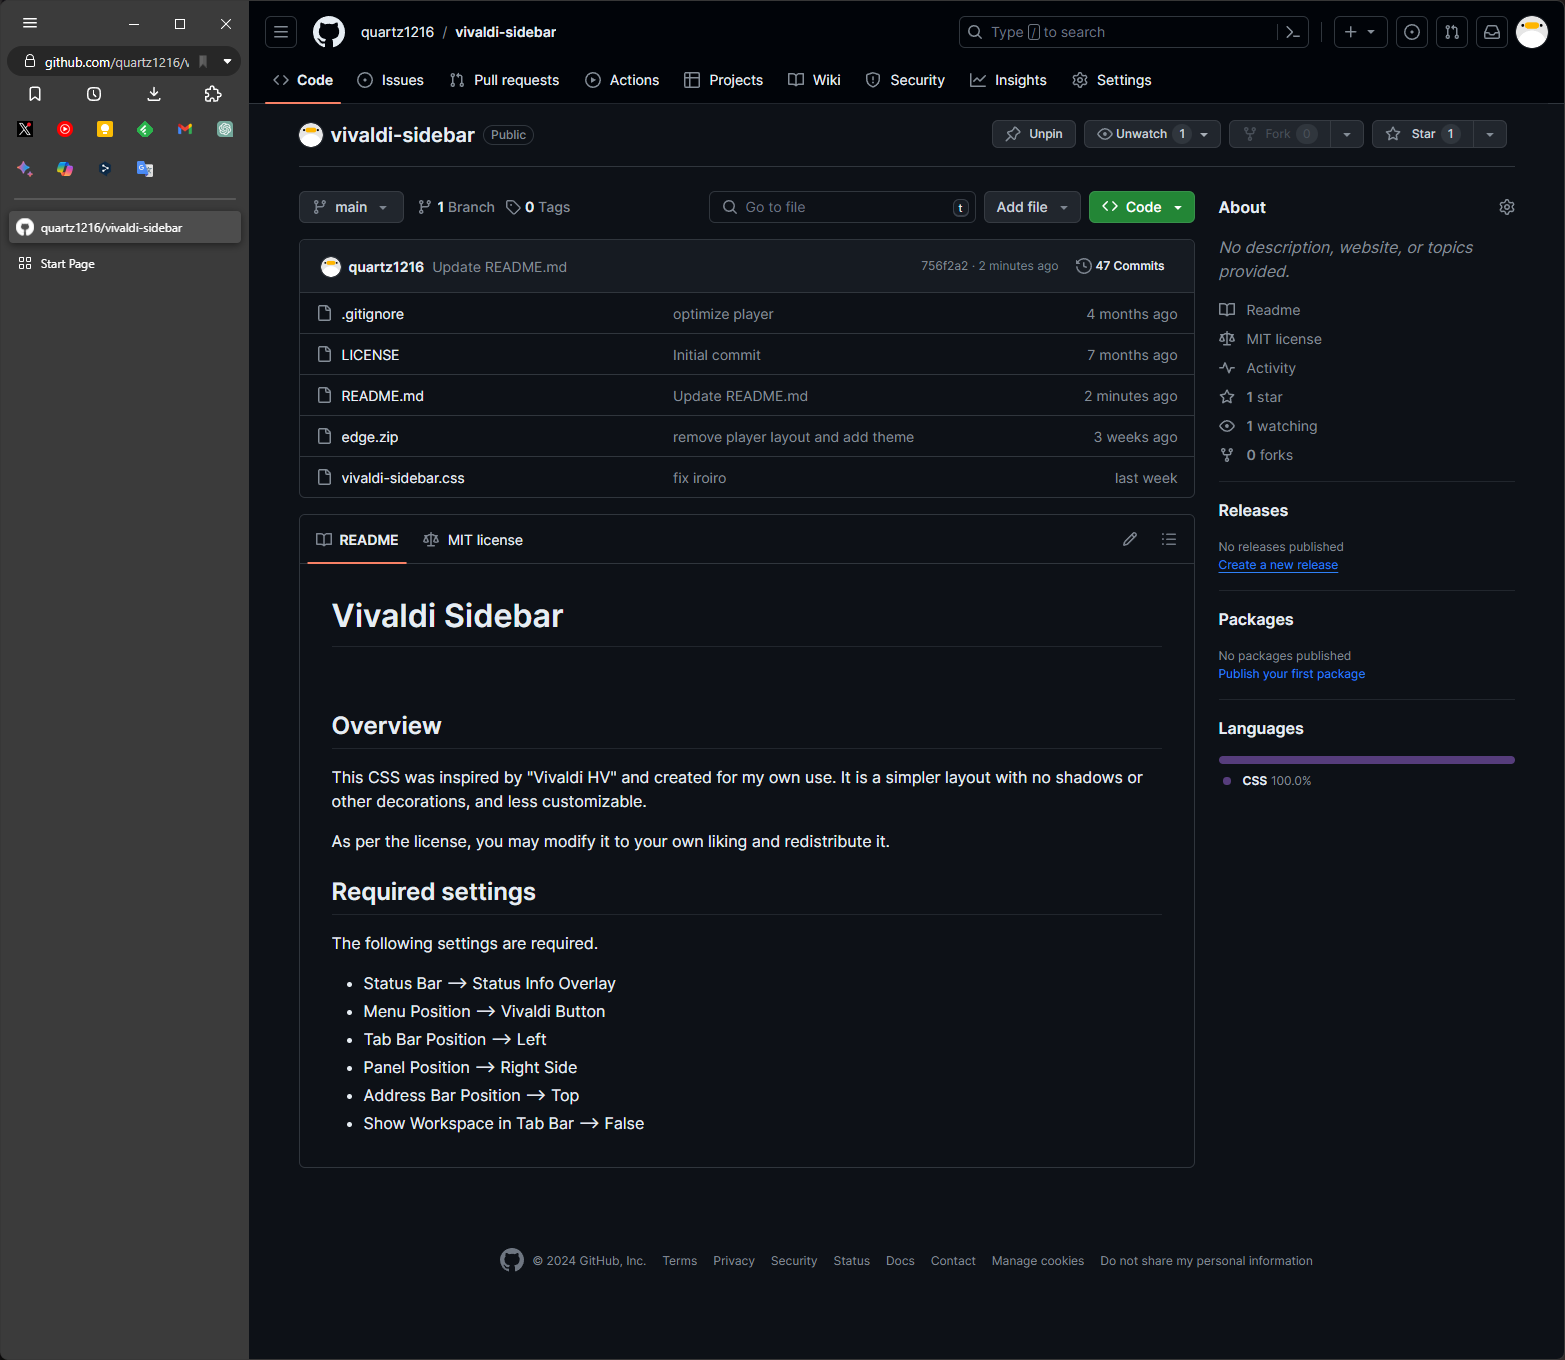 github.com/quartz1216/v
quartz1216/vivaldi-sidebar
Start Page
quartz1216 / vivaldi-sidebar
Type / to search
Code Issues Pull requests Actions Projects Wiki Security Insights Settings
vivaldi-sidebar Public
Unpin Unwatch 1 Fork 0 Star 1
main 1 Branch 0 Tags Go to file t Add file Code
quartz1216 Update README.md 756f2a2 · 2 minutes ago 47 Commits
.gitignore optimize player 4 months ago
LICENSE Initial commit 7 months ago
README.md Update README.md 2 minutes ago
edge.zip remove player layout and add theme 3 weeks ago
vivaldi-sidebar.css fix iroiro last week
README MIT license
Vivaldi Sidebar
Overview
This CSS was inspired by "Vivaldi HV" and created for my own use. It is a simpler layout with no shadows or
other decorations, and less customizable.
As per the license, you may modify it to your own liking and redistribute it.
Required settings
The following settings are required.
• Status Bar --> Status Info Overlay
• Menu Position --> Vivaldi Button
• Tab Bar Position --> Left
• Panel Position --> Right Side
• Address Bar Position --> Top
• Show Workspace in Tab Bar --> False
About
No description, website, or topics
provided.
Readme
MIT license
Activity
1 star
1 watching
0 forks
Releases
No releases published
Create a new release
Packages
No packages published
Publish your first package
Languages
CSS 100.0%
© 2024 GitHub, Inc. Terms Privacy Security Status Docs Contact Manage cookies Do not share my personal information